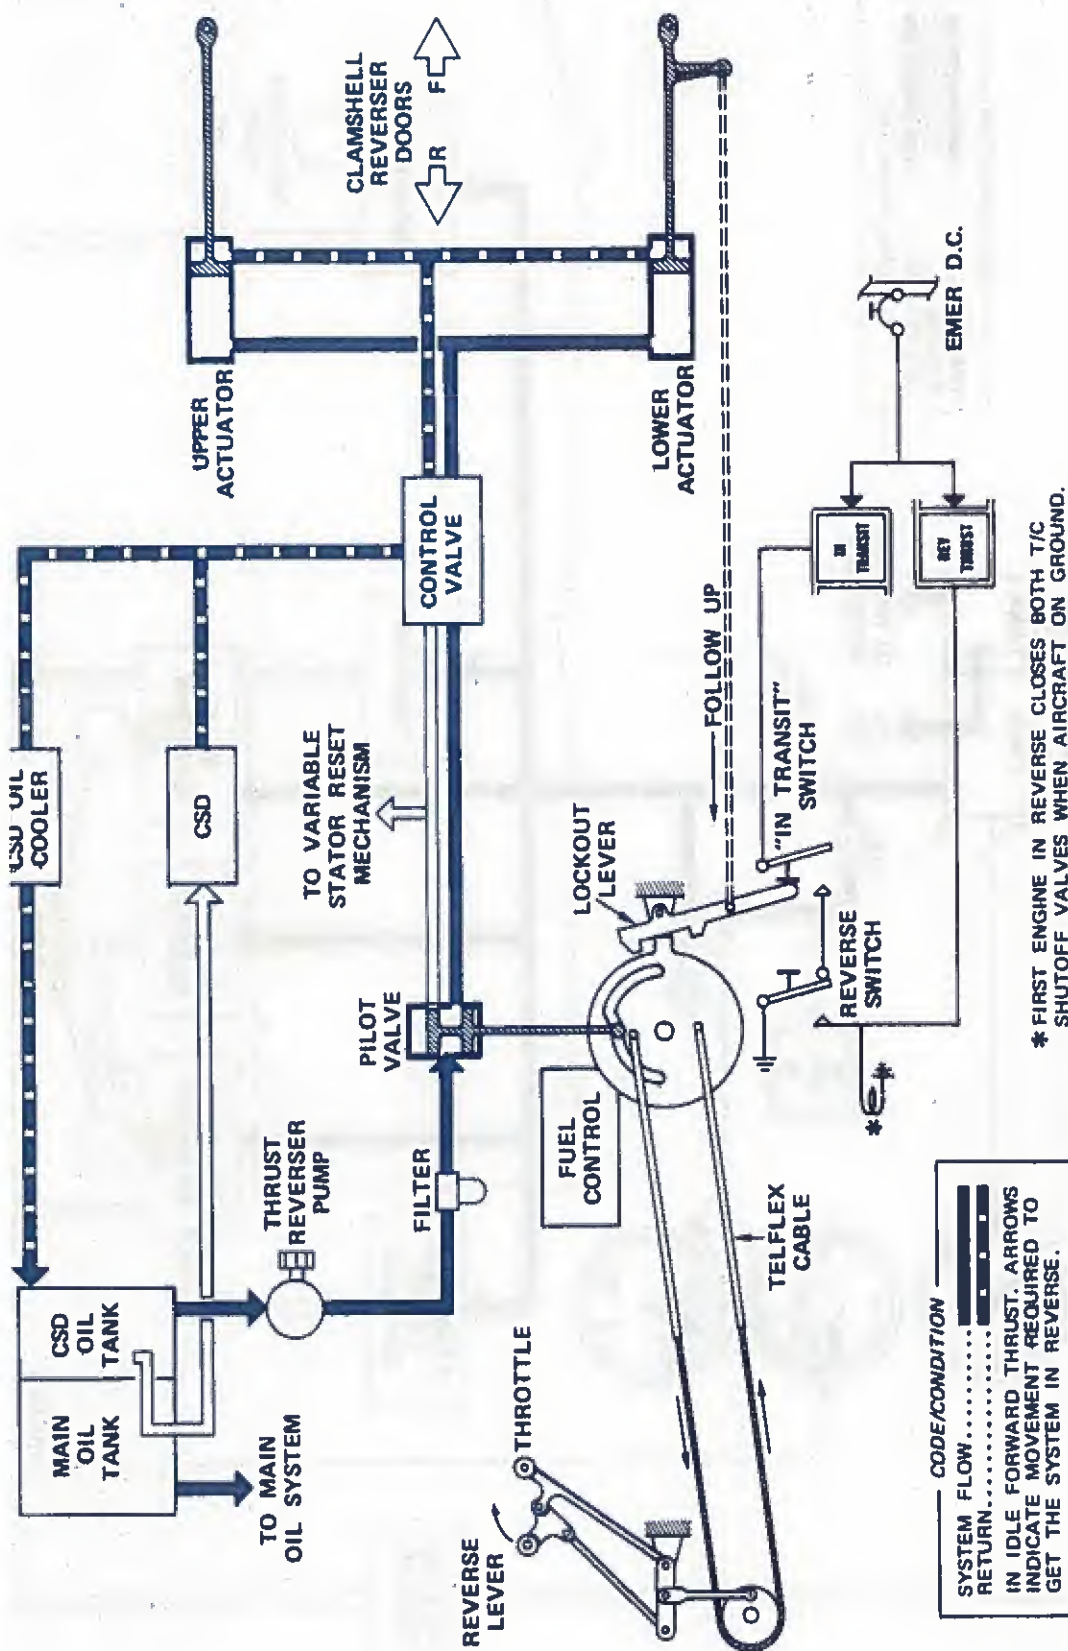 MAIN
OIL
TANK
CSD
OIL
TANK
CSD OIL
COOLER
CSD
TO MAIN
OIL SYSTEM
THRUST
REVERSER
PUMP
FILTER
PILOT
VALVE
TO VARIABLE
STATOR RESET
MECHANISM
CONTROL
VALVE
UPPER
ACTUATOR
LOWER
ACTUATOR
CLAMSHELL
REVERSER
DOORS
R F
REVERSE
LEVER
THROTTLE
FUEL
CONTROL
TELFLEX
CABLE
LOCKOUT
LEVER
FOLLOW UP
"IN TRANSIT"
SWITCH
REVERSE
SWITCH
IN
TRANSIT
REV
THRUST
EMER D.C.
*
CODE/CONDITION
SYSTEM FLOW..........
RETURN...............
IN IDLE FORWARD THRUST. ARROWS
INDICATE MOVEMENT REQUIRED TO
GET THE SYSTEM IN REVERSE.
* FIRST ENGINE IN REVERSE CLOSES BOTH T/C
SHUTOFF VALVES WHEN AIRCRAFT ON GROUND.